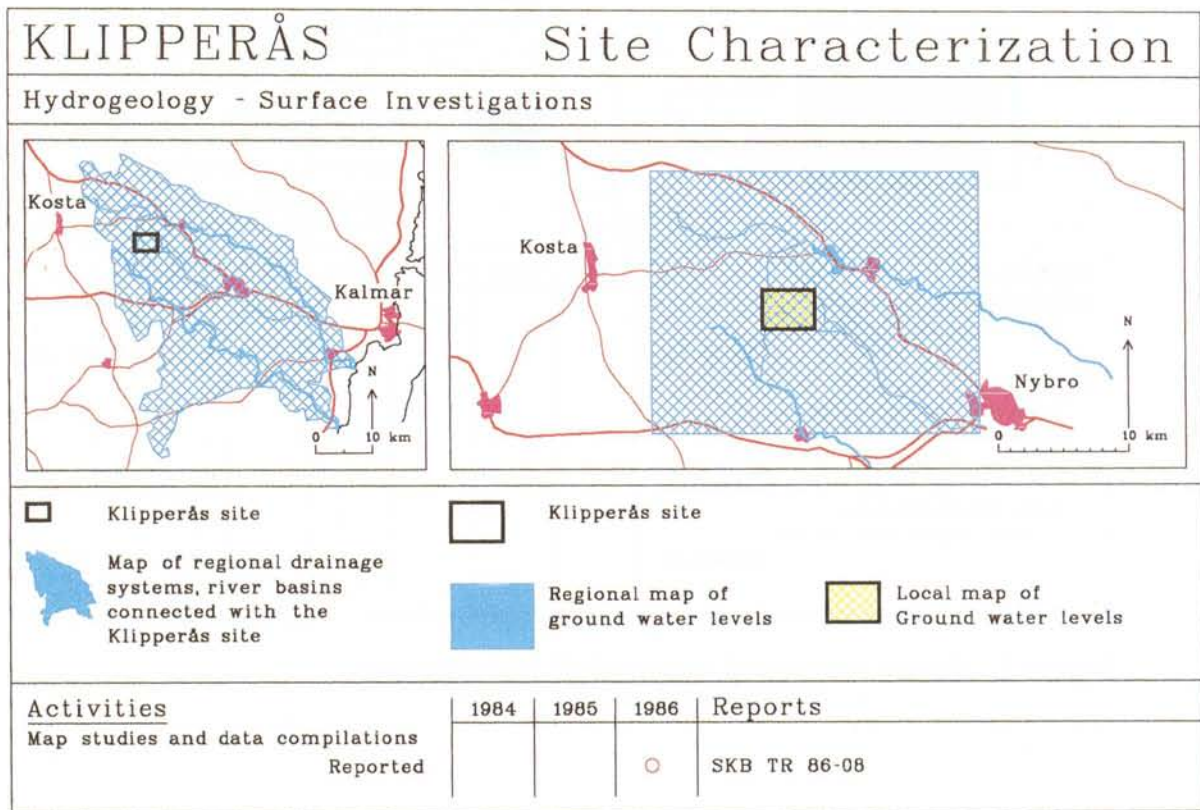 KLIPPERÅS Site Characterization
Hydrogeology - Surface Investigations
Kosta
Kalmar
N
0 10 km
Kosta
Nybro
N
0 10 km
Klipperås site
Map of regional drainage
systems, river basins
connected with the
Klipperås site
Klipperås site
Regional map of
ground water levels
Local map of
Ground water levels
Activities 1984 1985 1986 Reports
Map studies and data compilations
Reported SKB TR 86-08